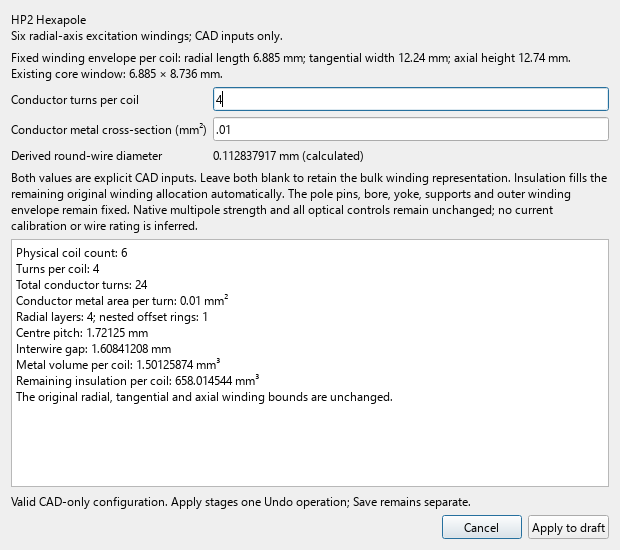 HP2 Hexapole
Six radial-axis excitation windings; CAD inputs only.
Fixed winding envelope per coil: radial length 6.885 mm; tangential width 12.24 mm; axial height 12.74 mm.
Existing core window: 6.885 × 8.736 mm.
Conductor turns per coil 4
Conductor metal cross-section (mm²) .01
Derived round-wire diameter 0.112837917 mm (calculated)
Both values are explicit CAD inputs. Leave both blank to retain the bulk winding representation. Insulation fills the
remaining original winding allocation automatically. The pole pins, bore, yoke, supports and outer winding
envelope remain fixed. Native multipole strength and all optical controls remain unchanged; no current
calibration or wire rating is inferred.
Physical coil count: 6
Turns per coil: 4
Total conductor turns: 24
Conductor metal area per turn: 0.01 mm²
Radial layers: 4; nested offset rings: 1
Centre pitch: 1.72125 mm
Interwire gap: 1.60841208 mm
Metal volume per coil: 1.50125874 mm³
Remaining insulation per coil: 658.014544 mm³
The original radial, tangential and axial winding bounds are unchanged.
Valid CAD-only configuration. Apply stages one Undo operation; Save remains separate.
Cancel Apply to draft